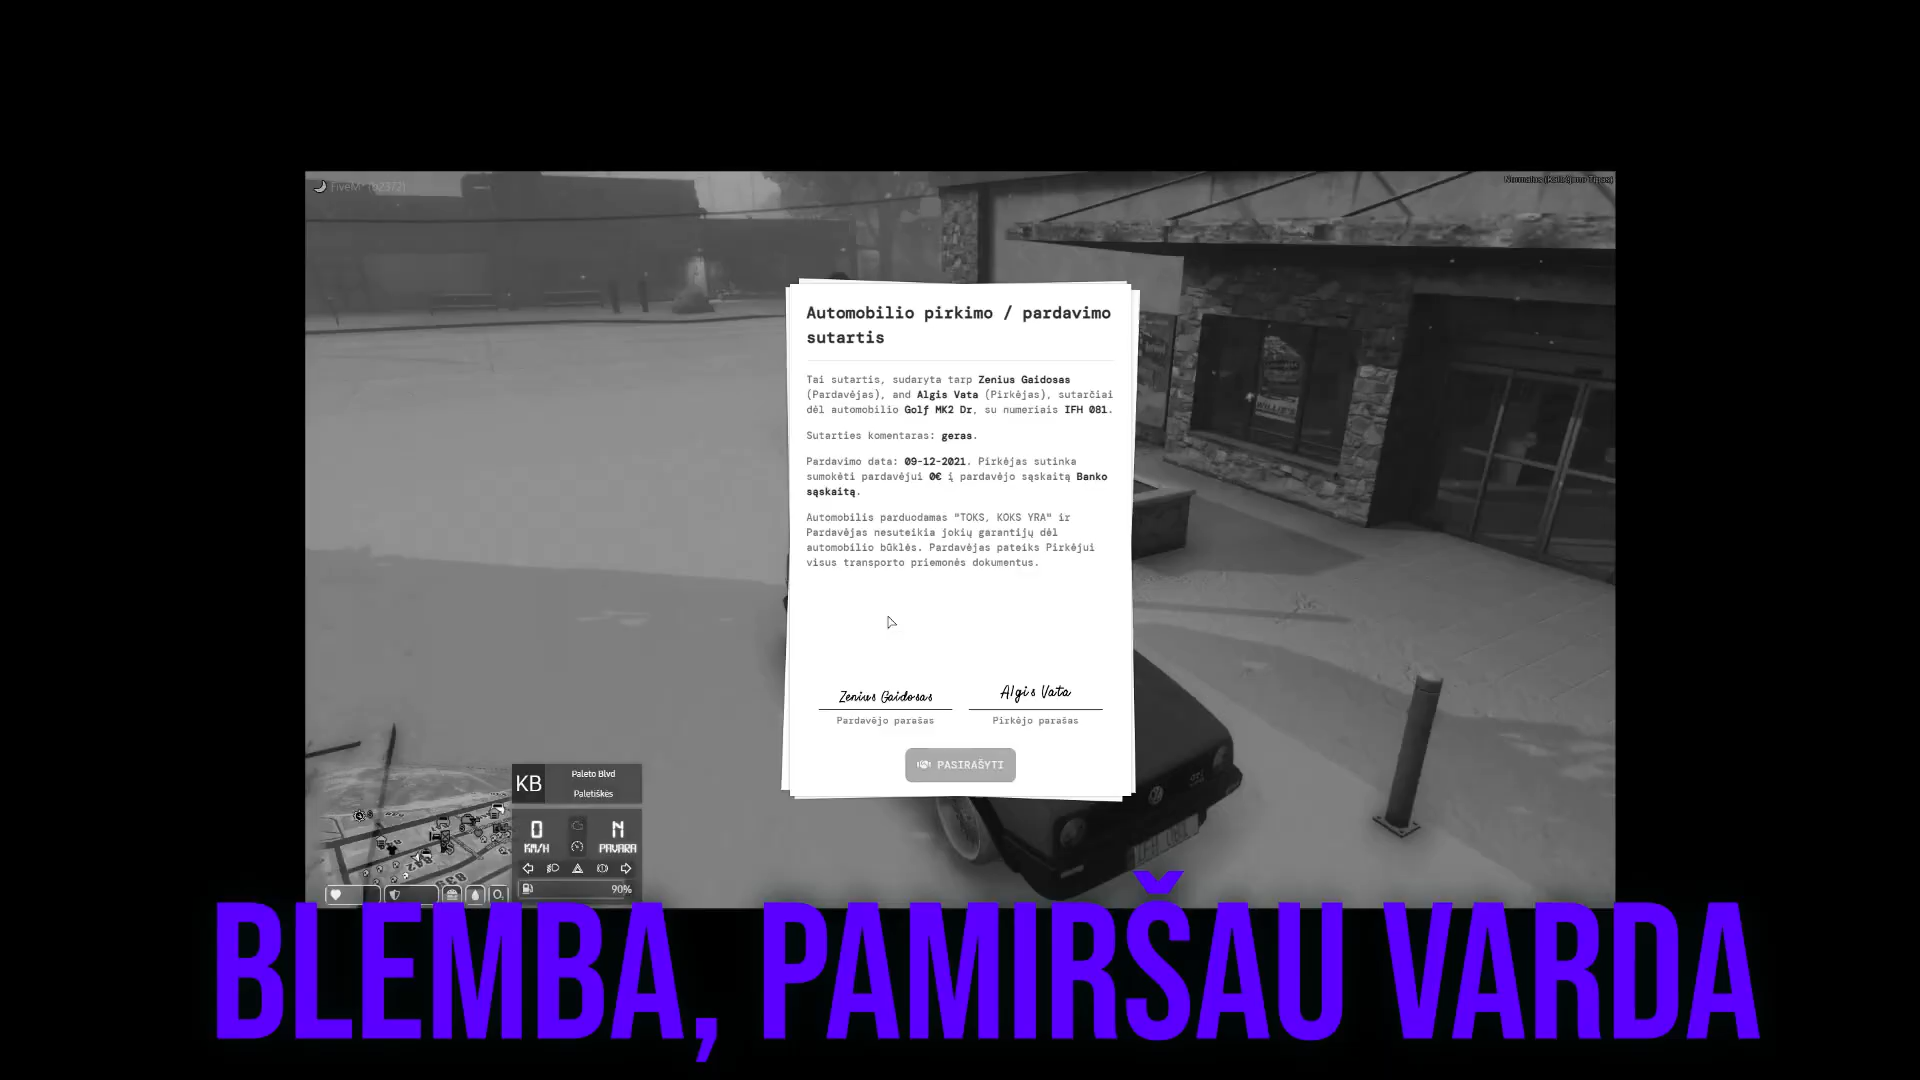 FiveM® (b2372)
Automobilio pirkimo / pardavimo
sutartis
Tai sutartis, sudaryta tarp Zenius Gaidosas
(Pardavėjas), and Algis Vata (Pirkėjas), sutarčiai
dėl automobilio Golf MK2 Dr, su numeriais IFH 081.
Sutarties komentaras: geras.
Pardavimo data: 09-12-2021. Pirkėjas sutinka
sumokėti pardavėjui 0€ į pardavėjo sąskaitą Banko
sąskaitą.
Automobilis parduodamas "TOKS, KOKS YRA" ir
Pardavėjas nesuteikia jokių garantijų dėl
automobilio būklės. Pardavėjas pateiks Pirkėjui
visus transporto priemonės dokumentus.
Zenius Gaidosas
Algis Vata
Pardavėjo parašas
Pirkėjo parašas
PASIRAŠYTI
KB
Paleto Blvd
Paletiškės
0
N
KM/H
PAVARA
90%
BLEMBA, PAMIRŠAU VARDA